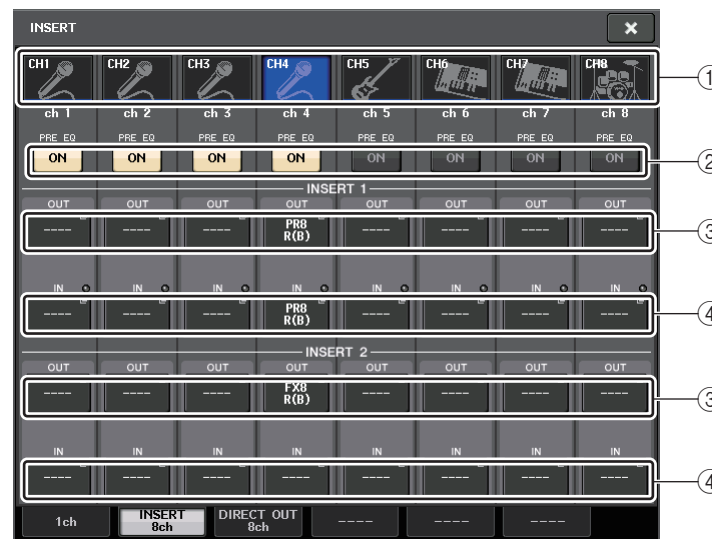 INSERT ×
CH1 CH2 CH3 CH4 CH5 CH6 CH7 CH8 ①
ch 1 ch 2 ch 3 ch 4 ch 5 ch 6 ch 7 ch 8
PRE EQ PRE EQ PRE EQ PRE EQ PRE EQ PRE EQ PRE EQ PRE EQ
ON ON ON ON ON ON ON ON ②
INSERT 1
OUT OUT OUT OUT OUT OUT OUT OUT
---- ---- ---- PR8 ---- ---- ---- ---- ③
R(B)
IN IN IN IN IN IN IN IN
---- ---- ---- PR8 ---- ---- ---- ---- ④
R(B)
INSERT 2
OUT OUT OUT OUT OUT OUT OUT OUT
---- ---- ---- FX8 ---- ---- ---- ---- ③
R(B)
IN IN IN IN IN IN IN IN
---- ---- ---- ---- ---- ---- ---- ---- ④
1ch INSERT DIRECT OUT ---- ---- ----
8ch 8ch